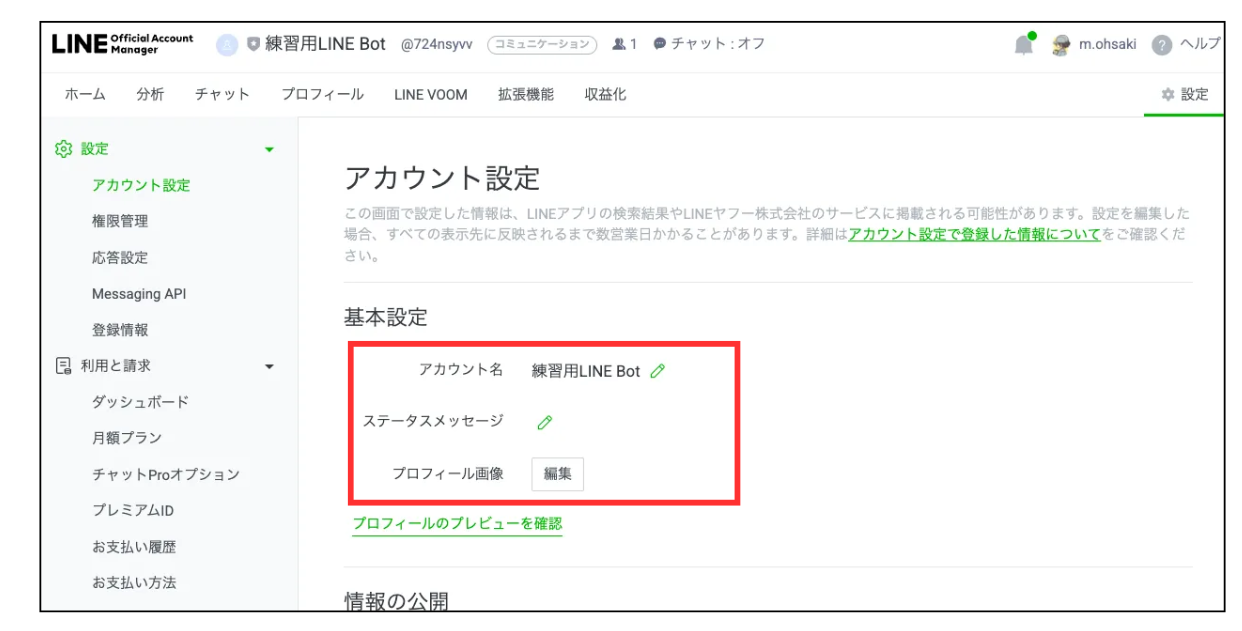 LINE Official Account Manager 練習用LINE Bot @724nsyvv コミュニケーション 1 チャット : オフ m.ohsaki ? ヘルプ
ホーム 分析 チャット プロフィール LINE VOOM 拡張機能 収益化 設定
設定
アカウント設定
権限管理
応答設定
Messaging API
登録情報
利用と請求
ダッシュボード
月額プラン
チャットProオプション
プレミアムID
お支払い履歴
お支払い方法
アカウント設定
この画面で設定した情報は、LINEアプリの検索結果やLINEヤフー株式会社のサービスに掲載される可能性があります。設定を編集した
場合、すべての表示先に反映されるまで数営業日かかることがあります。詳細はアカウント設定で登録した情報についてをご確認くだ
さい。
基本設定
アカウント名 練習用LINE Bot
ステータスメッセージ
プロフィール画像 編集
プロフィールのプレビューを確認
情報の公開